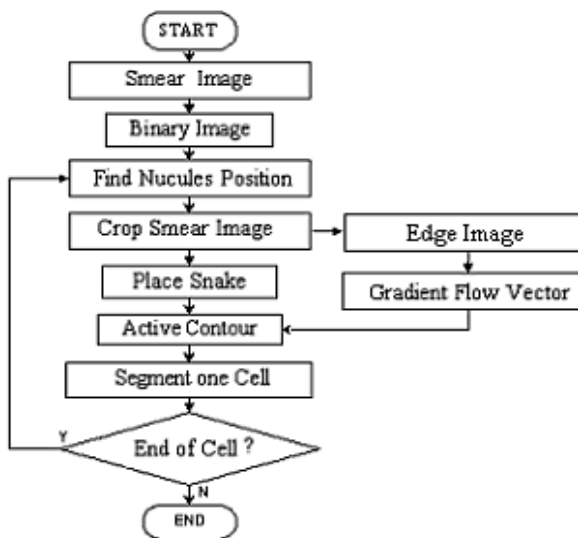 START
Smear Image
Binary Image
Find Nucules Position
Crop Smear Image
Edge Image
Place Snake
Gradient Flow Vector
Active Contour
Segment one Cell
Y
End of Cell ?
N
END